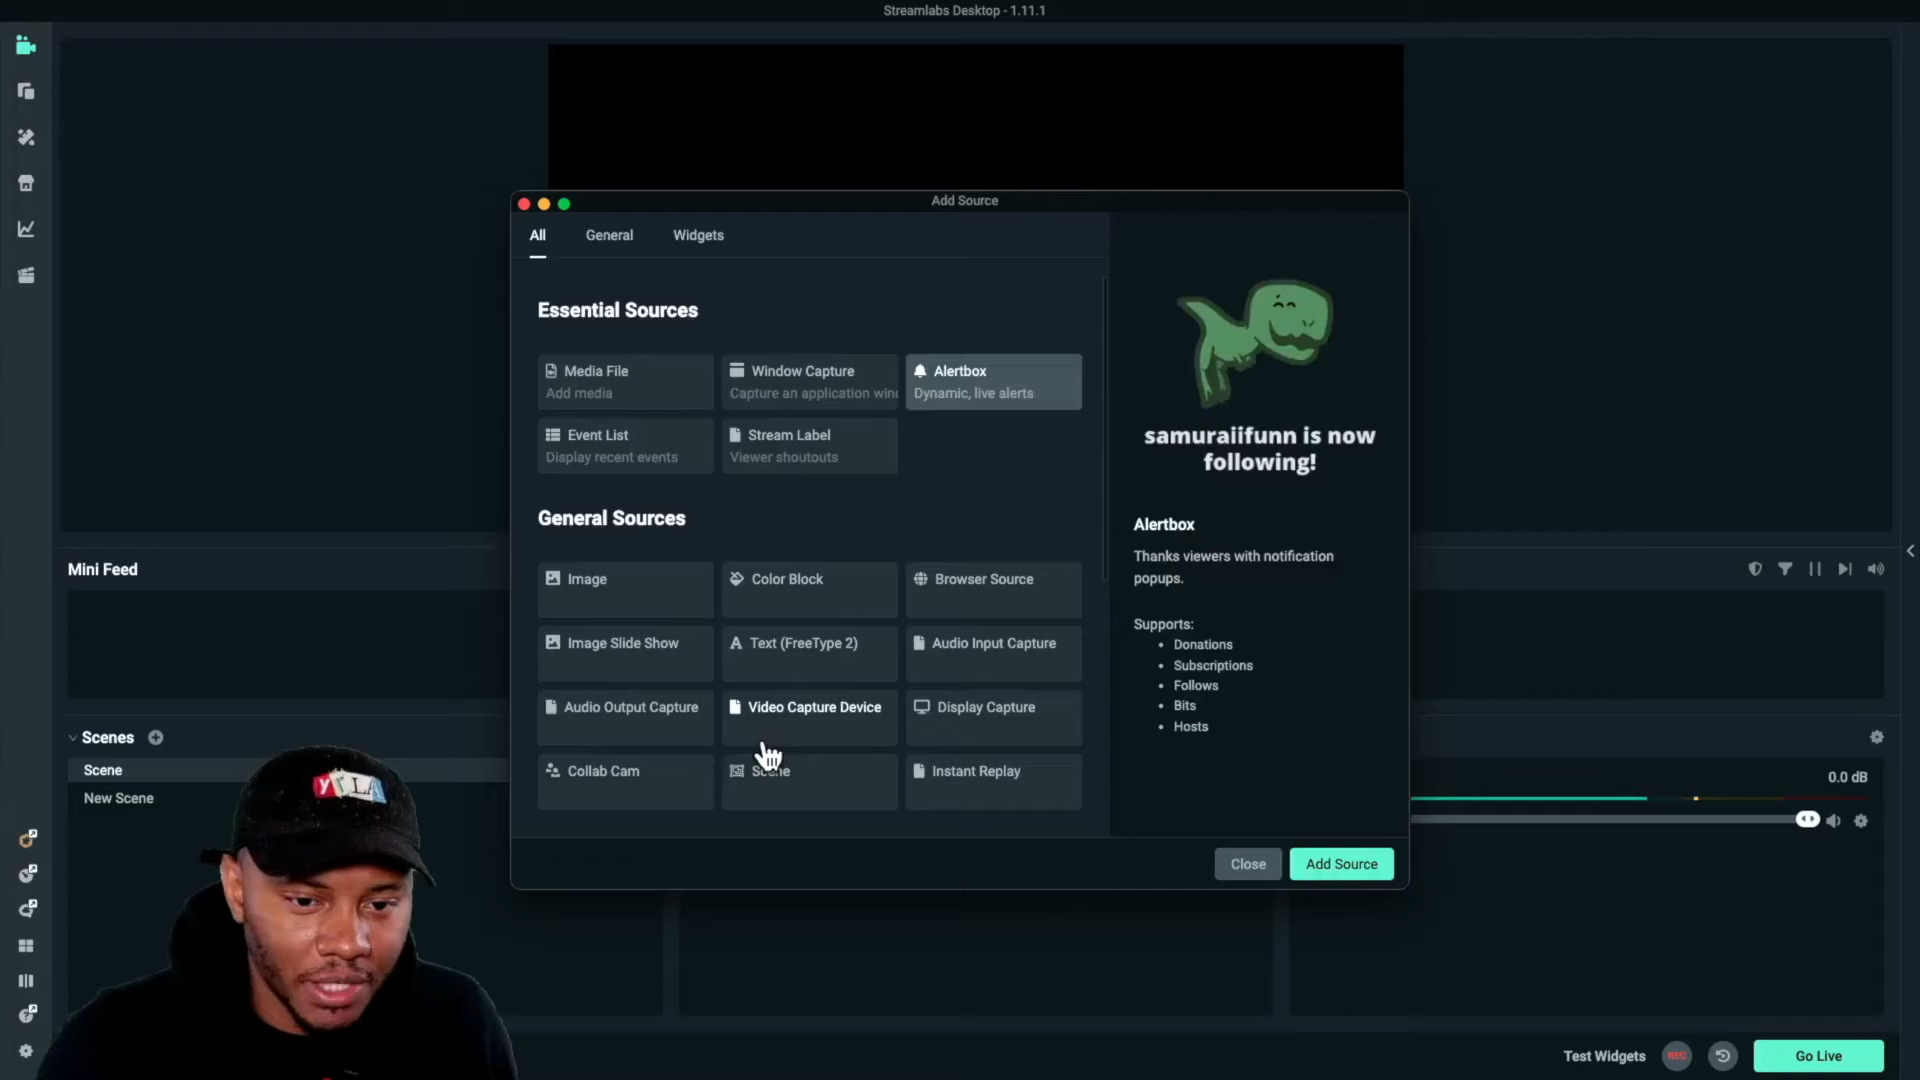 Streamlabs Desktop - 1.11.1
Add Source
All
General
Widgets
Essential Sources
Media File
Add media
Window Capture
Capture an application wind
Alertbox
Dynamic, live alerts
Event List
Display recent events
Stream Label
Viewer shoutouts
General Sources
Image
Color Block
Browser Source
Image Slide Show
Text (FreeType 2)
Audio Input Capture
Audio Output Capture
Video Capture Device
Display Capture
Collab Cam
Scene
Instant Replay
samuraiifunn is now
following!
Alertbox
Thanks viewers with notification
popups.
Supports:
• Donations
• Subscriptions
• Follows
• Bits
• Hosts
Close
Add Source
Mini Feed
Scenes
Scene
New Scene
0.0 dB
Test Widgets
REC
Go Live